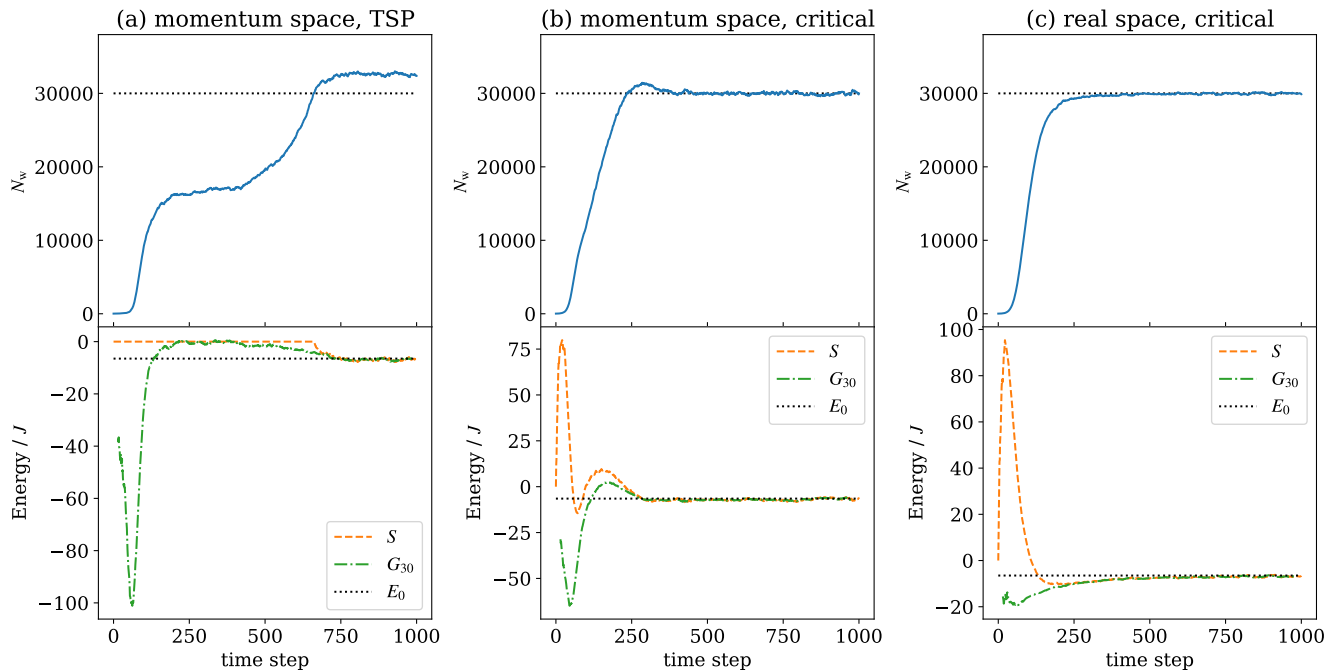 (a) momentum space, TSP
(b) momentum space, critical
(c) real space, critical
30000
20000
10000
0
N_w
30000
20000
10000
0
N_w
30000
20000
10000
0
N_w
0
−20
−40
−60
−80
−100
Energy / J
S
G_30
E_0
0
250
500
750
1000
time step
75
50
25
0
−25
−50
Energy / J
S
G_30
E_0
0
250
500
750
1000
time step
100
80
60
40
20
0
−20
Energy / J
S
G_30
E_0
0
250
500
750
1000
time step